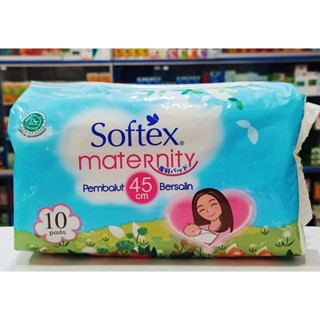 Softex®
maternity
Pembalut 45 cm Bersalin
10
pads